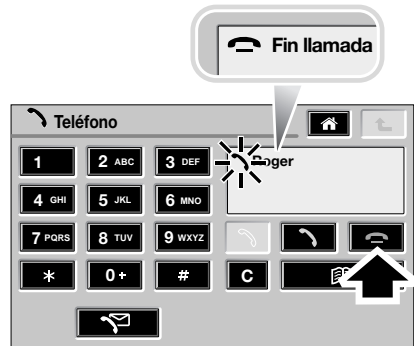 Fin llamada
Teléfono
Roger
1
2 ABC
3 DEF
4 GHI
5 JKL
6 MNO
7 PQRS
8 TUV
9 WXYZ
*
0 +
#
C